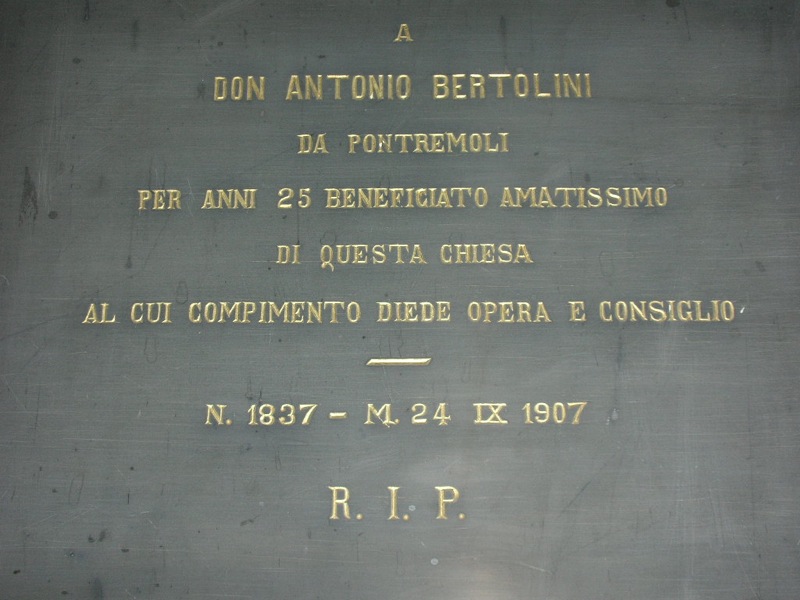 A
DON ANTONIO BERTOLINI
DA PONTREMOLI
PER ANNI 25 BENEFICIATO AMATISSIMO
DI QUESTA CHIESA
AL CUI COMPIMENTO DIEDE OPERA E CONSIGLIO
N. 1837 - M. 24 IX 1907
R. I. P.